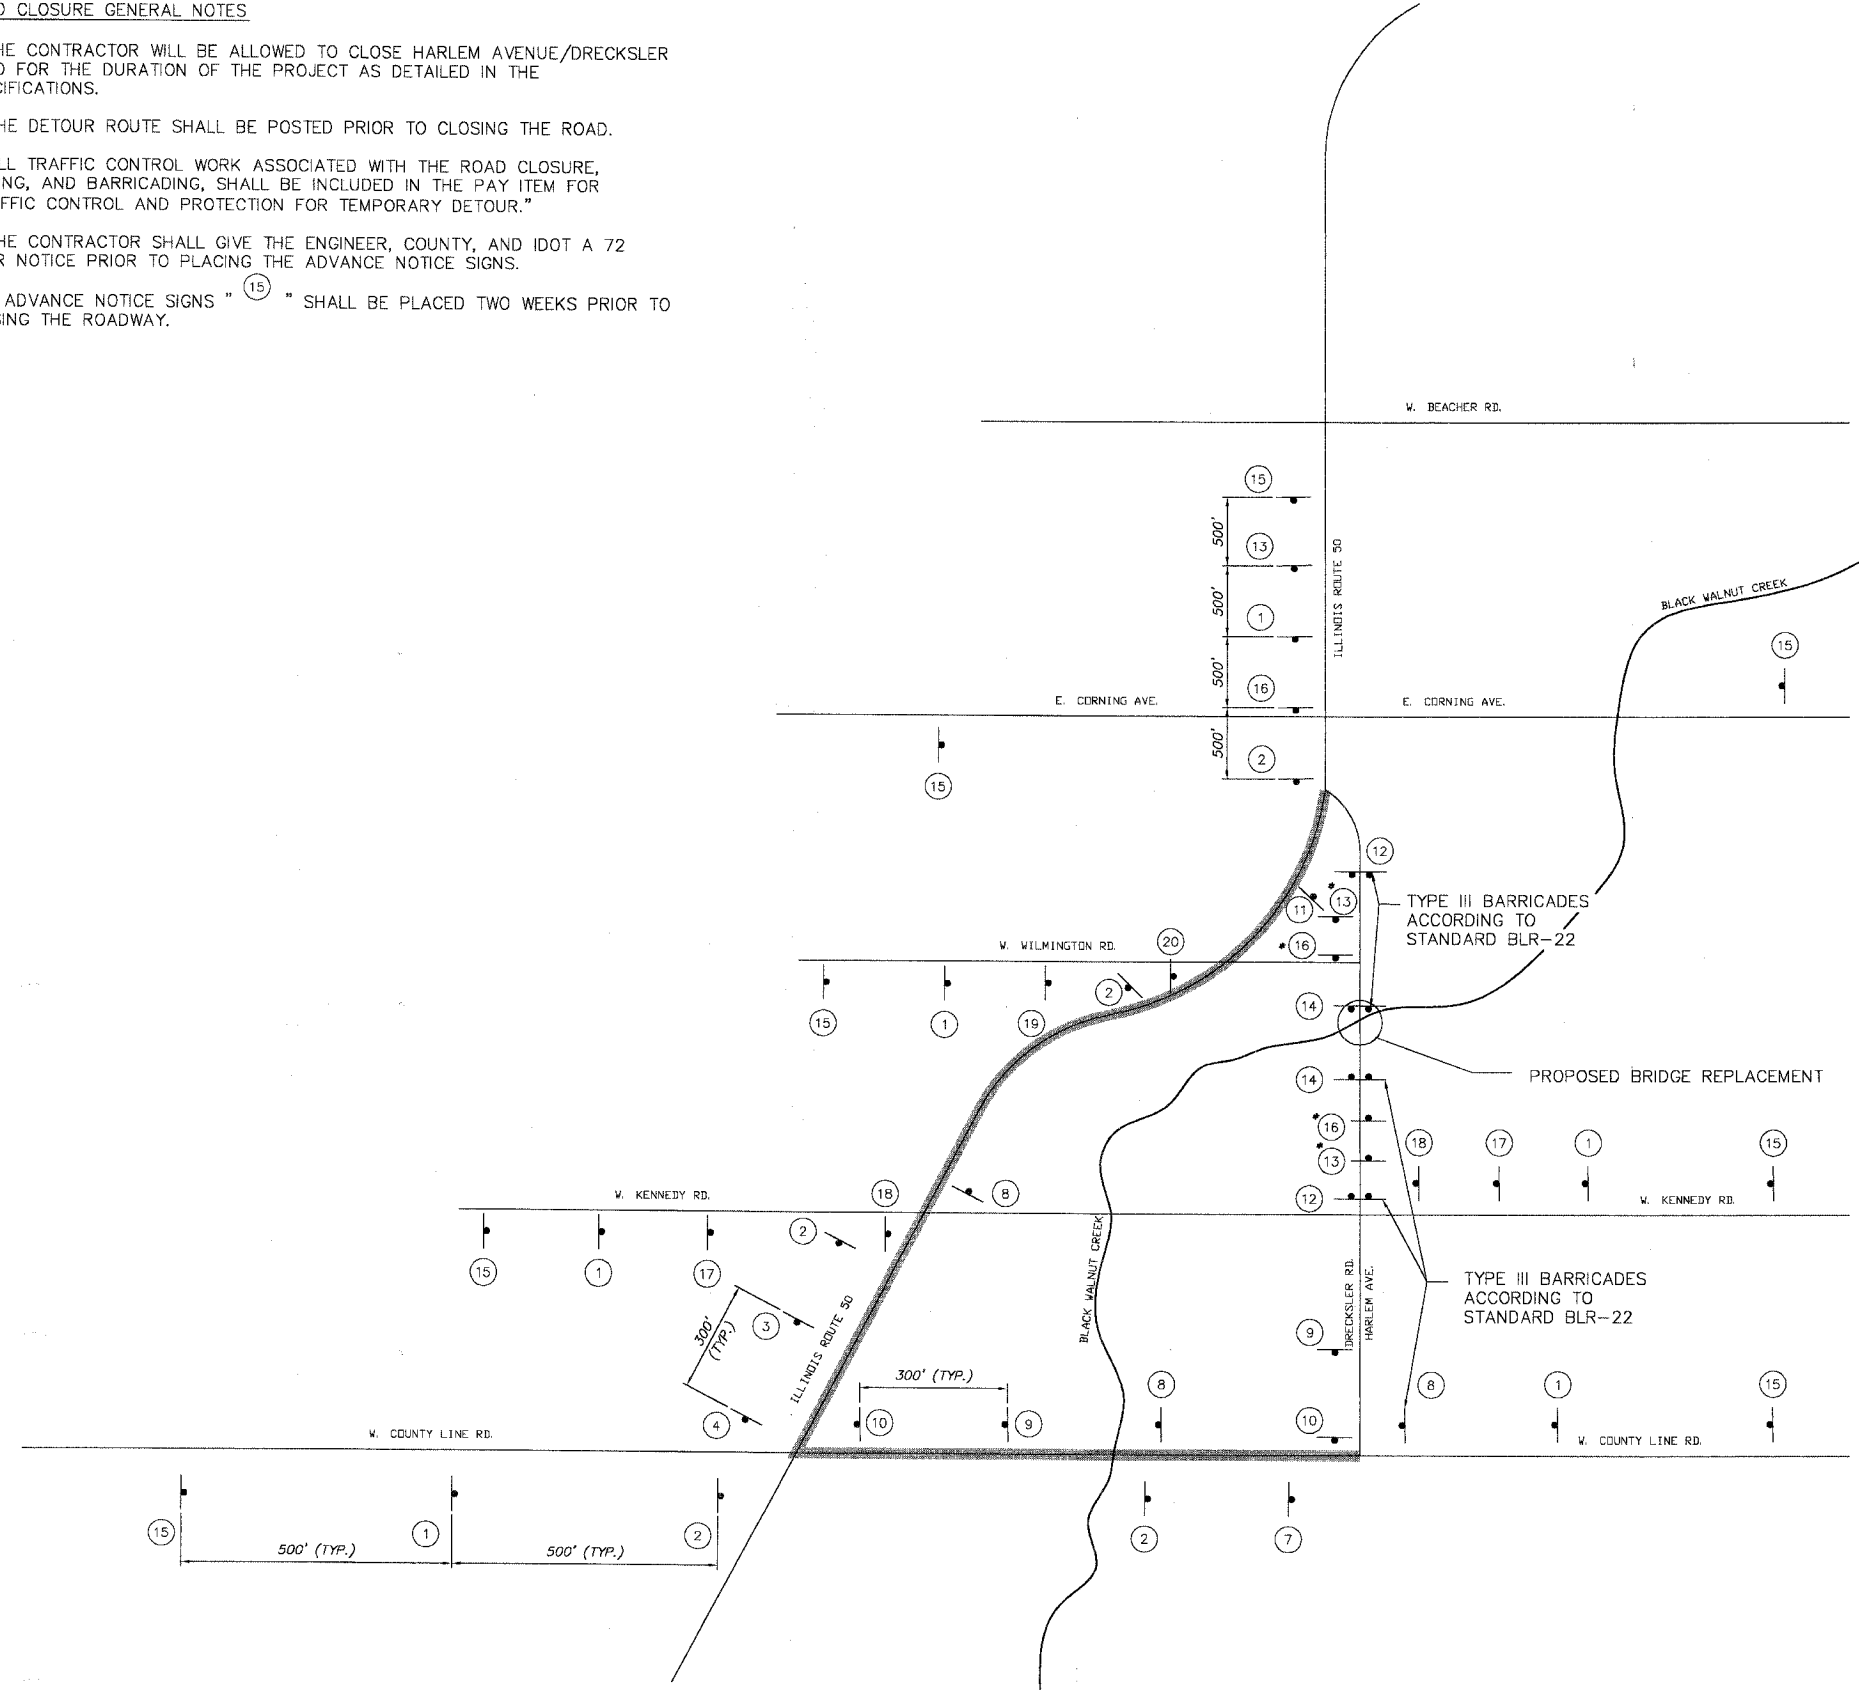 D CLOSURE GENERAL NOTES
HE CONTRACTOR WILL BE ALLOWED TO CLOSE HARLEM AVENUE/DRECKSLER
D FOR THE DURATION OF THE PROJECT AS DETAILED IN THE
CIFICATIONS.
HE DETOUR ROUTE SHALL BE POSTED PRIOR TO CLOSING THE ROAD.
LL TRAFFIC CONTROL WORK ASSOCIATED WITH THE ROAD CLOSURE,
ING, AND BARRICADING, SHALL BE INCLUDED IN THE PAY ITEM FOR
FFIC CONTROL AND PROTECTION FOR TEMPORARY DETOUR."
HE CONTRACTOR SHALL GIVE THE ENGINEER, COUNTY, AND IDOT A 72
R NOTICE PRIOR TO PLACING THE ADVANCE NOTICE SIGNS.
ADVANCE NOTICE SIGNS " 15 " SHALL BE PLACED TWO WEEKS PRIOR TO
SING THE ROADWAY.
W. BEACHER RD.
15
500'
13
500'
1
500'
16
500'
2
ILLINOIS ROUTE 50
BLACK WALNUT CREEK
15
E. CORNING AVE.
E. CORNING AVE.
15
12
TYPE III BARRICADES
ACCORDING TO
STANDARD BLR-22
* 13
11
* 16
W. WILMINGTON RD.
20
15
1
19
2
14
PROPOSED BRIDGE REPLACEMENT
14
* 16
* 13
12
18
17
1
15
W. KENNEDY RD.
W. KENNEDY RD.
18
8
2
15
1
17
BLACK WALNUT CREEK
DRECKSLER RD.
HARLEM AVE.
TYPE III BARRICADES
ACCORDING TO
STANDARD BLR-22
300'
(TYP.)
3
4
ILLINOIS ROUTE 50
300' (TYP.)
10
9
8
9
10
8
1
15
W. COUNTY LINE RD.
W. COUNTY LINE RD.
15
1
2
500' (TYP.)
500' (TYP.)
2
7